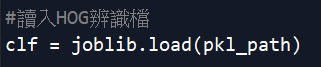 #讀入HOG辨識檔
clf = joblib.load(pkl_path)